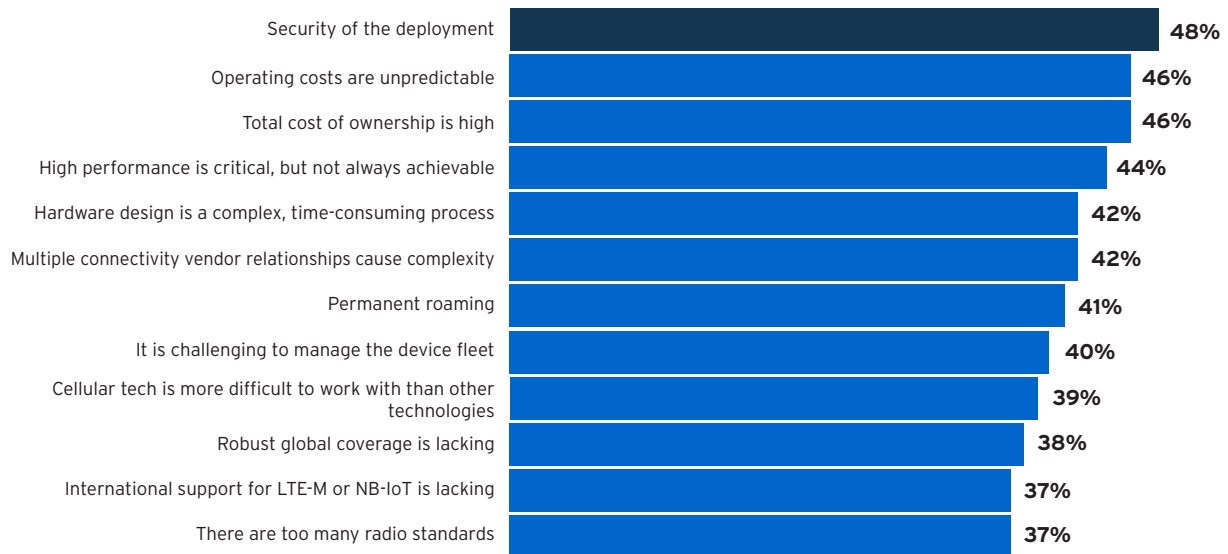 Security of the deployment 48%
Operating costs are unpredictable 46%
Total cost of ownership is high 46%
High performance is critical, but not always achievable 44%
Hardware design is a complex, time-consuming process 42%
Multiple connectivity vendor relationships cause complexity 42%
Permanent roaming 41%
It is challenging to manage the device fleet 40%
Cellular tech is more difficult to work with than other
technologies 39%
Robust global coverage is lacking 38%
International support for LTE-M or NB-IoT is lacking 37%
There are too many radio standards 37%